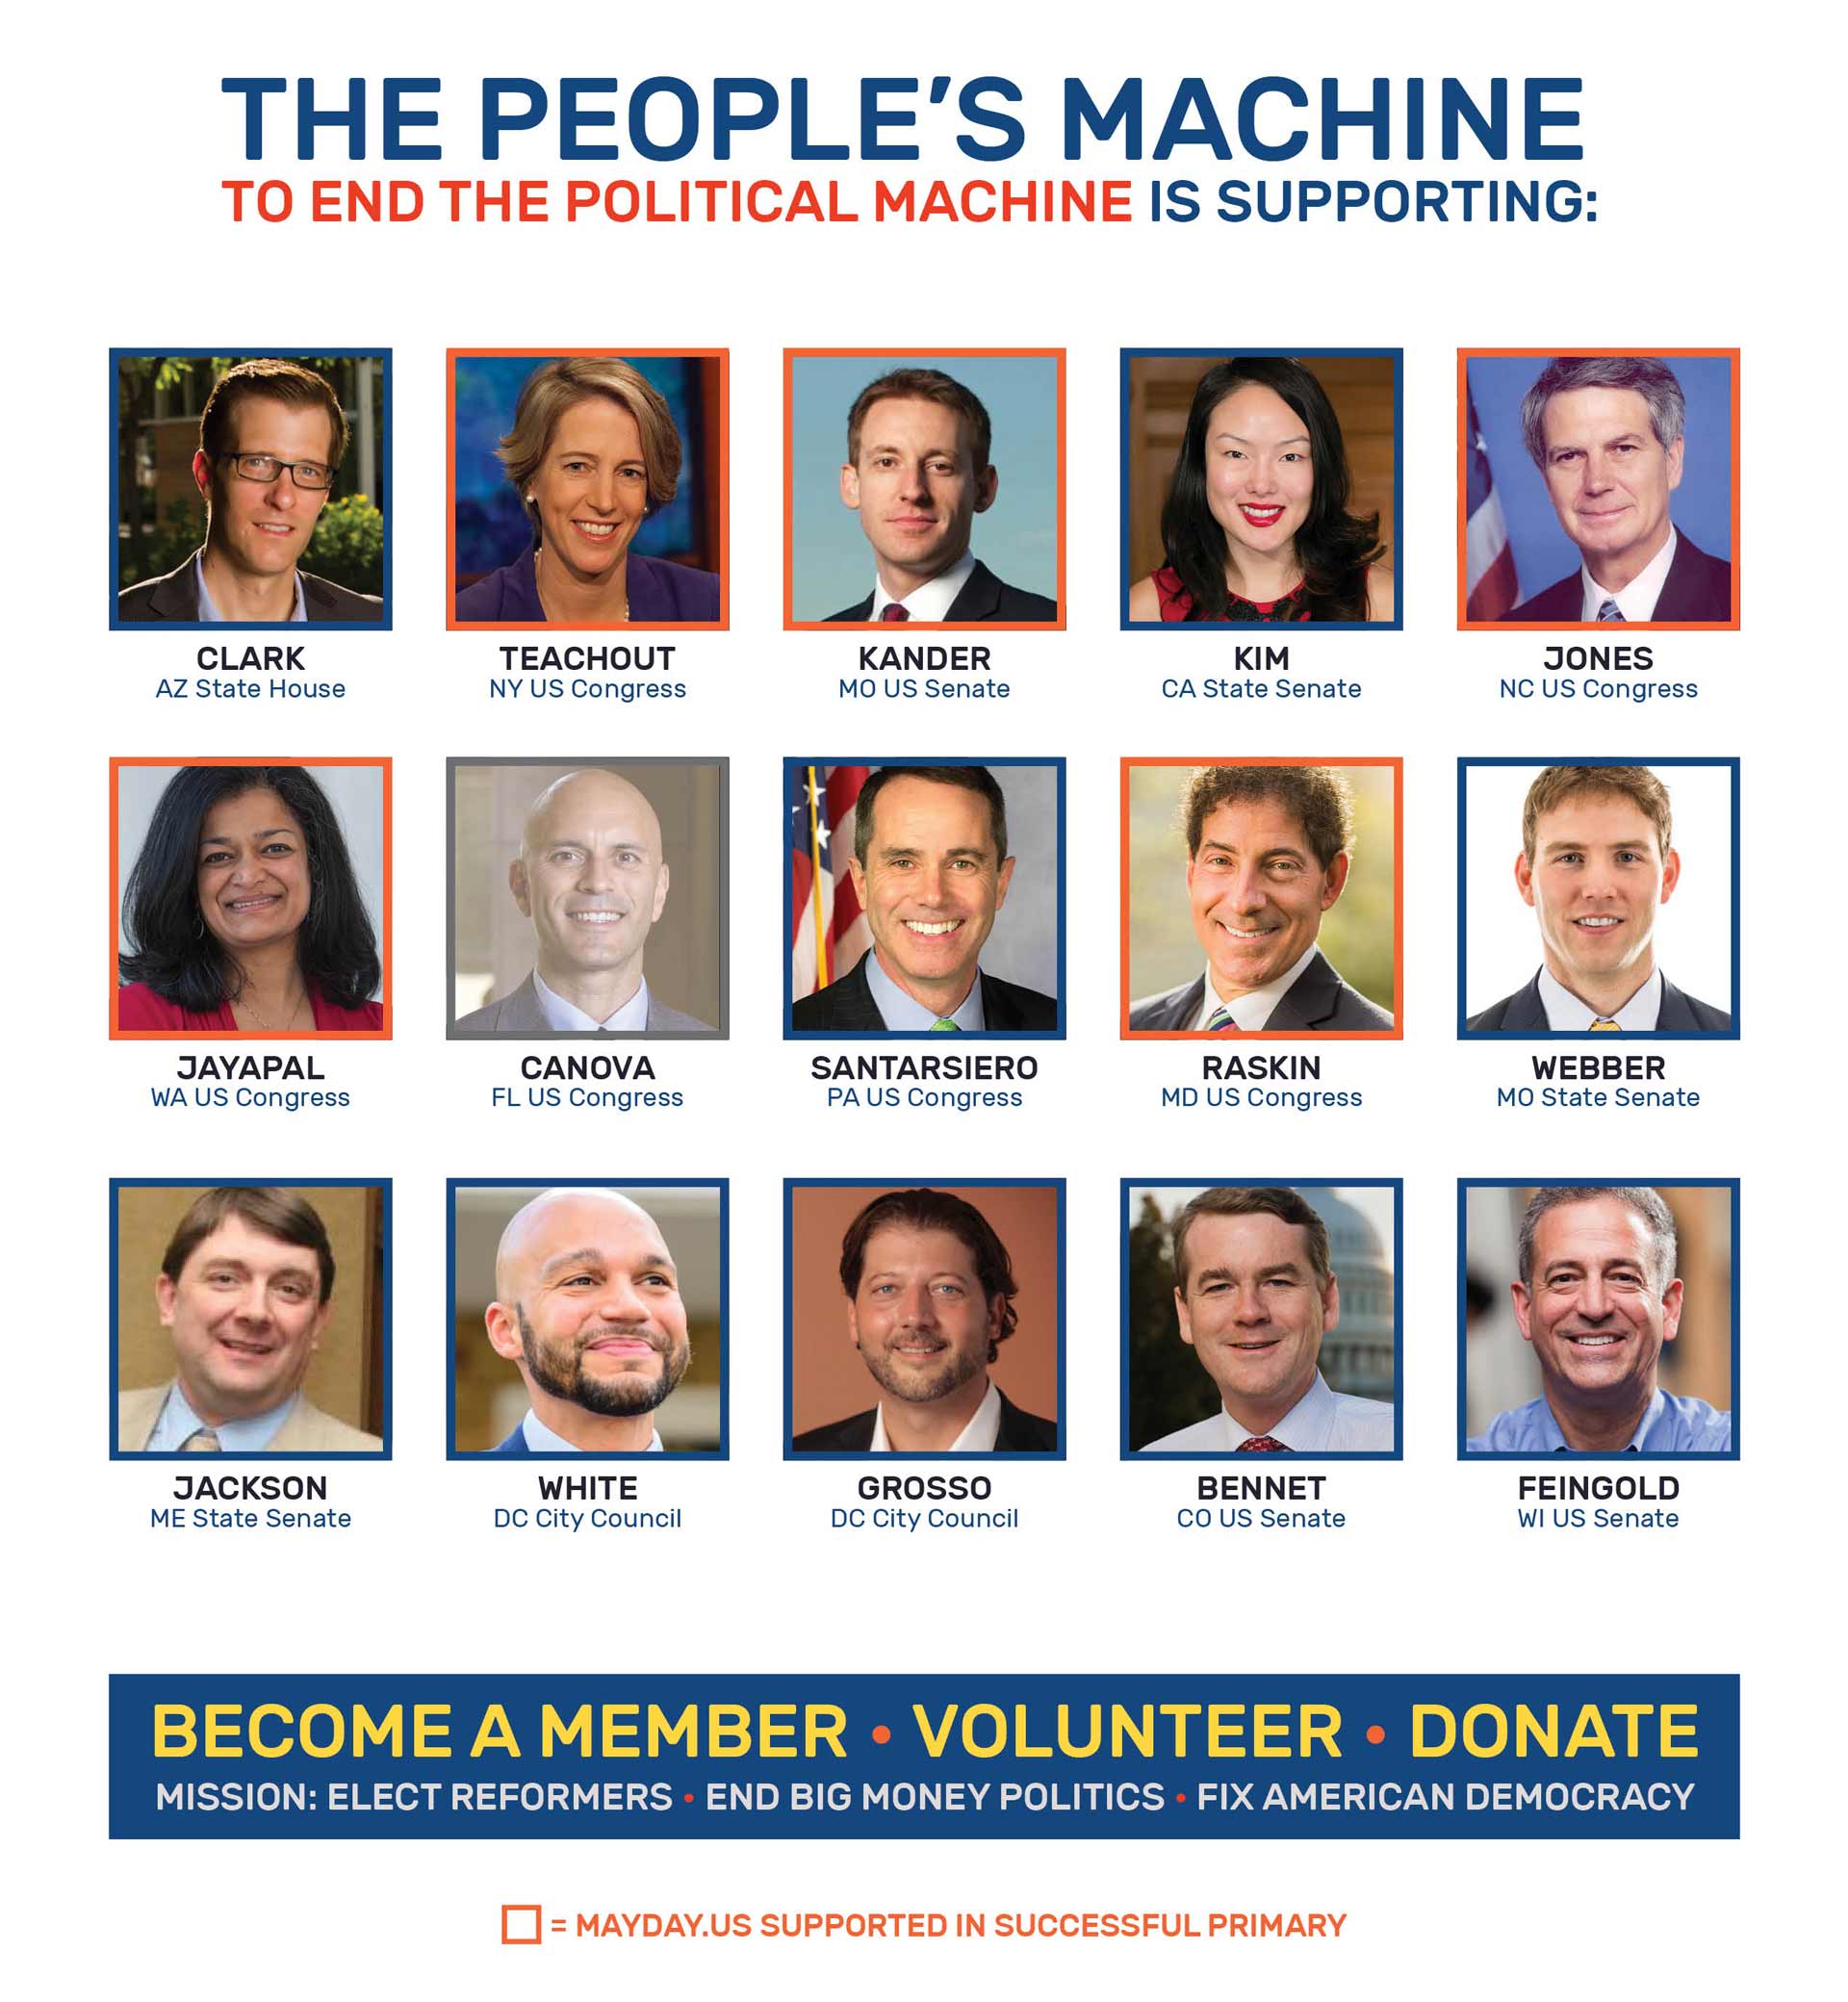 THE PEOPLE'S MACHINE
TO END THE POLITICAL MACHINE IS SUPPORTING:
CLARK
AZ State House
TEACHOUT
NY US Congress
KANDER
MO US Senate
KIM
CA State Senate
JONES
NC US Congress
JAYAPAL
WA US Congress
CANOVA
FL US Congress
SANTARSIERO
PA US Congress
RASKIN
MD US Congress
WEBBER
MO State Senate
JACKSON
ME State Senate
WHITE
DC City Council
GROSSO
DC City Council
BENNET
CO US Senate
FEINGOLD
WI US Senate
BECOME A MEMBER • VOLUNTEER • DONATE
MISSION: ELECT REFORMERS • END BIG MONEY POLITICS • FIX AMERICAN DEMOCRACY
= MAYDAY.US SUPPORTED IN SUCCESSFUL PRIMARY